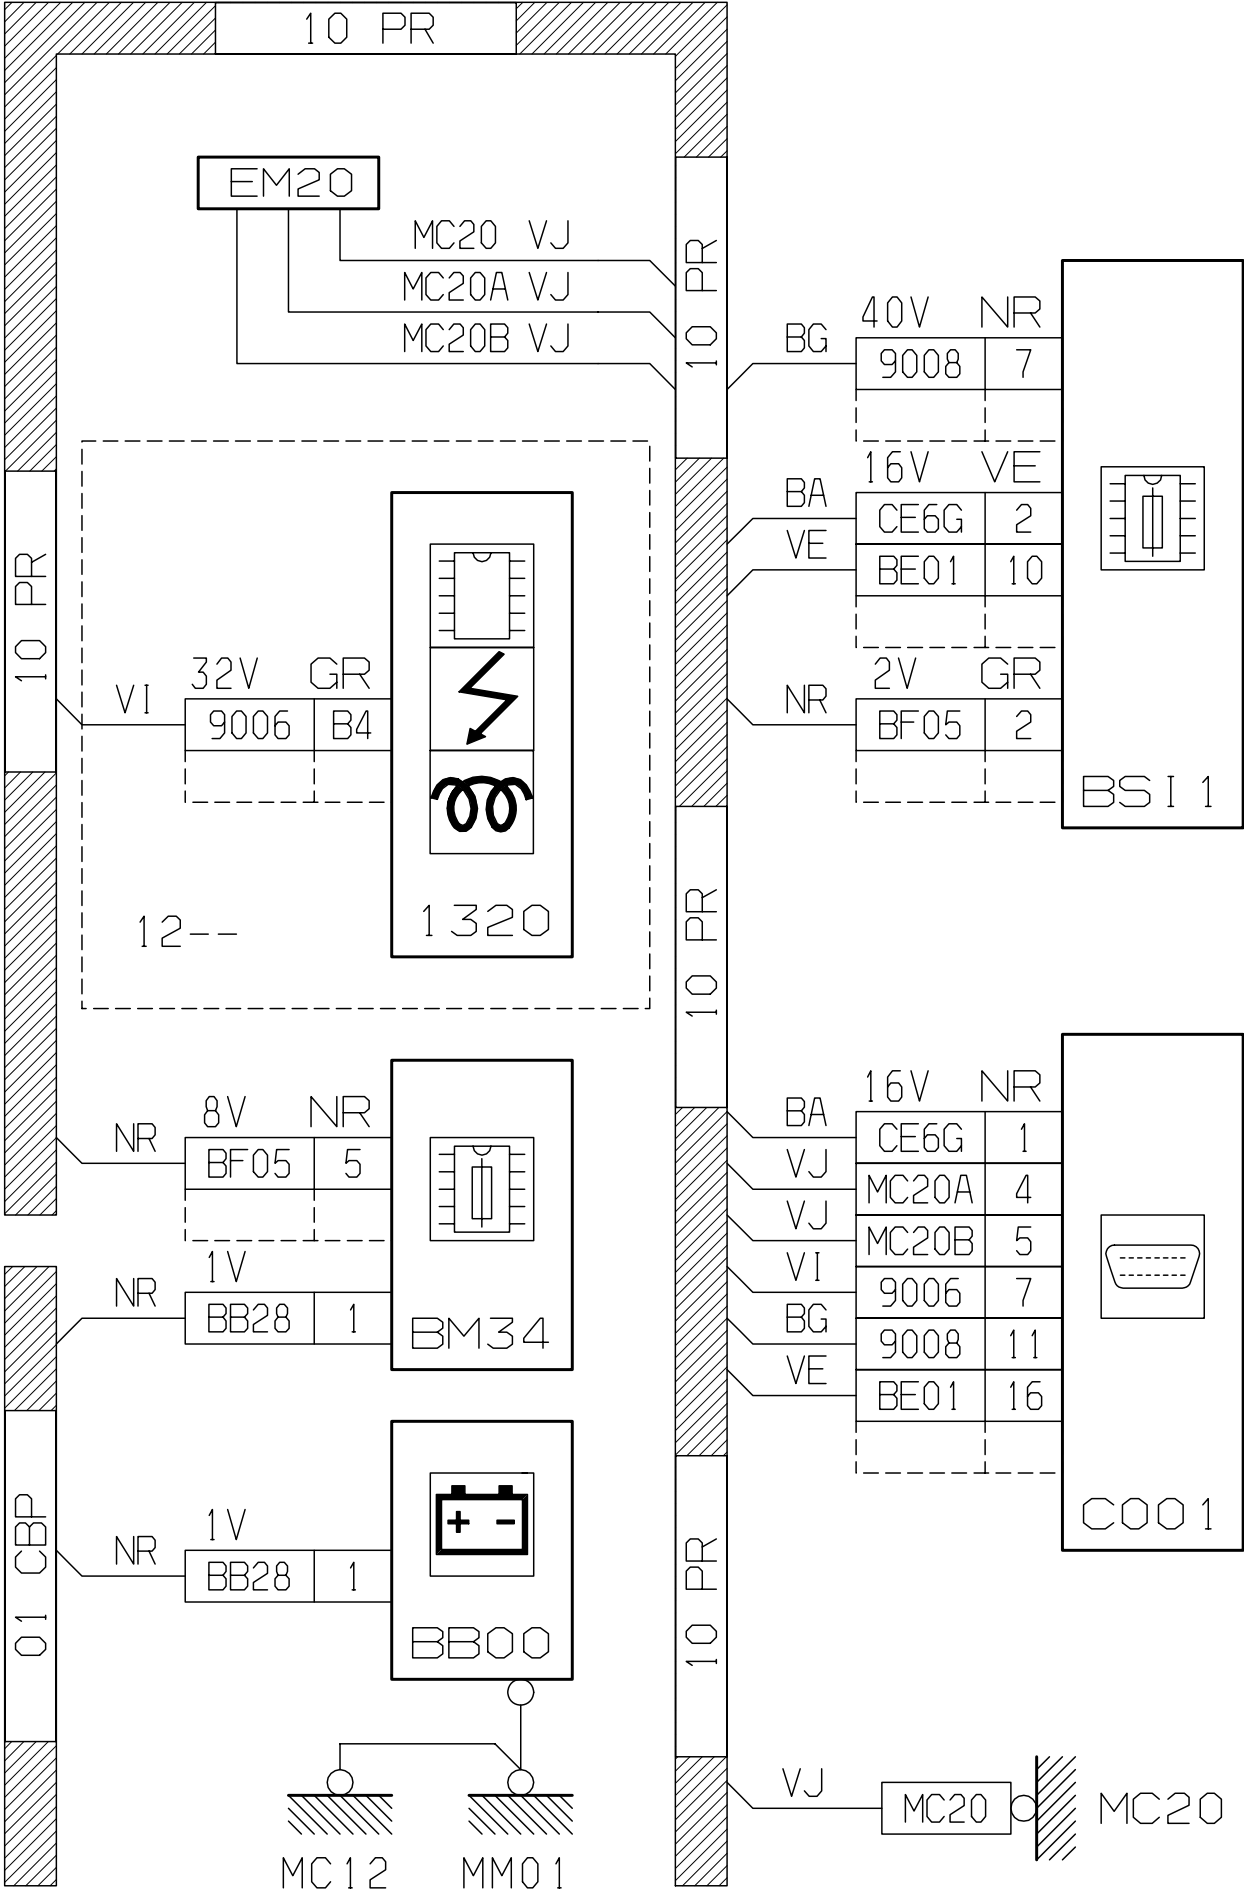 10 PR
EM20
MC20 VJ
MC20A VJ
MC20B VJ
10 PR
40V NR
BG 9008 7
16V VE
BA CE6G 2
VE BE01 10
10 PR
2V GR
NR BF05 2
BSI1
32V GR
VI 9006 B4
12--
1320
10 PR
8V NR
NR BF05 5
1V
NR BB28 1
BM34
16V NR
BA CE6G 1
VJ MC20A 4
VJ MC20B 5
VI 9006 7
BG 9008 11
VE BE01 16
C001
01 CBP
1V
NR BB28 1
+ -
BB00
10 PR
MC12
MM01
VJ MC20
MC20